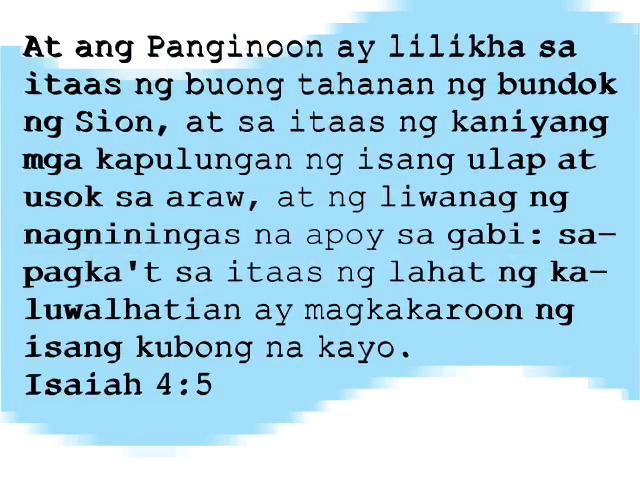 At ang Panginoon ay lilikha sa
itaas ng buong tahanan ng bundok
ng Sion, at sa itaas ng kaniyang
mga kapulungan ng isang ulap at
usok sa araw, at ng liwanag ng
nagniningas na apoy sa gabi: sa-
pagka't sa itaas ng lahat ng ka-
luwalhatian ay magkakaroon ng
isang kubong na kayo.
Isaiah 4:5